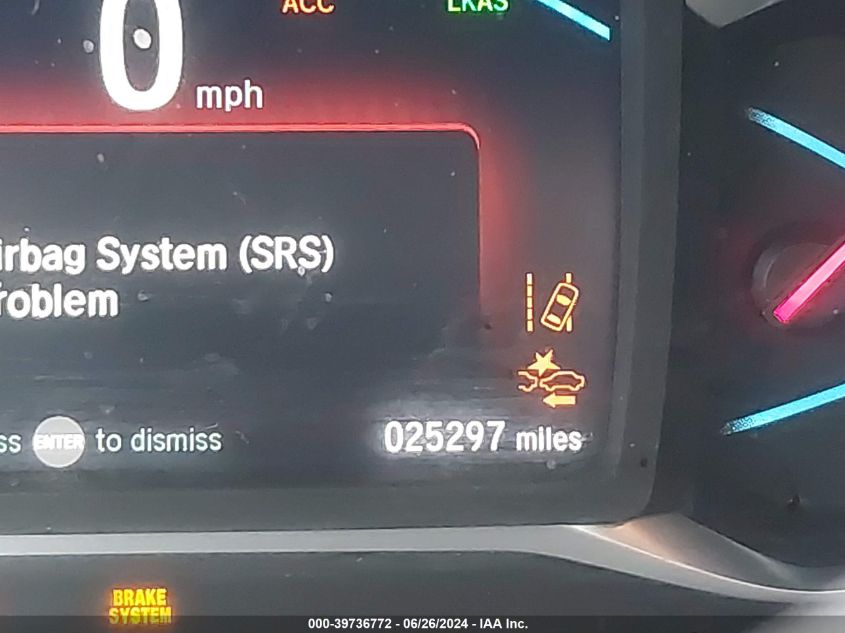 0 mph
ACC
LKAS
irbag System (SRS)
roblem
ss ENTER to dismiss
025297 miles
BRAKE
SYSTEM
000-39736772 - 06/26/2024 - IAA Inc.